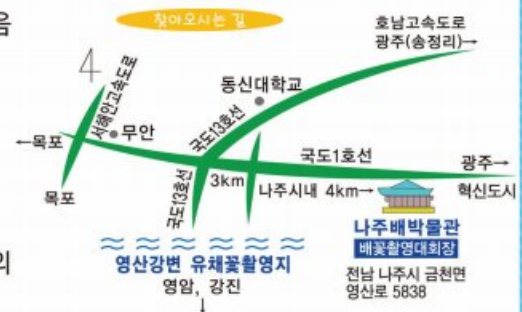 음
찾아오시는 길
호남고속도로
광주(송정리)→
4
서해안고속도로
동신대학교
국도13호선
←목포
무안
국도1호선
광주→
목포
국도13호선
3km
나주시내 4km→
혁신도시
나주배박물관
배꽃촬영대회장
영산강변 유채꽃촬영지
영암, 강진
↓
전남 나주시 금천면
영산로 5838
의